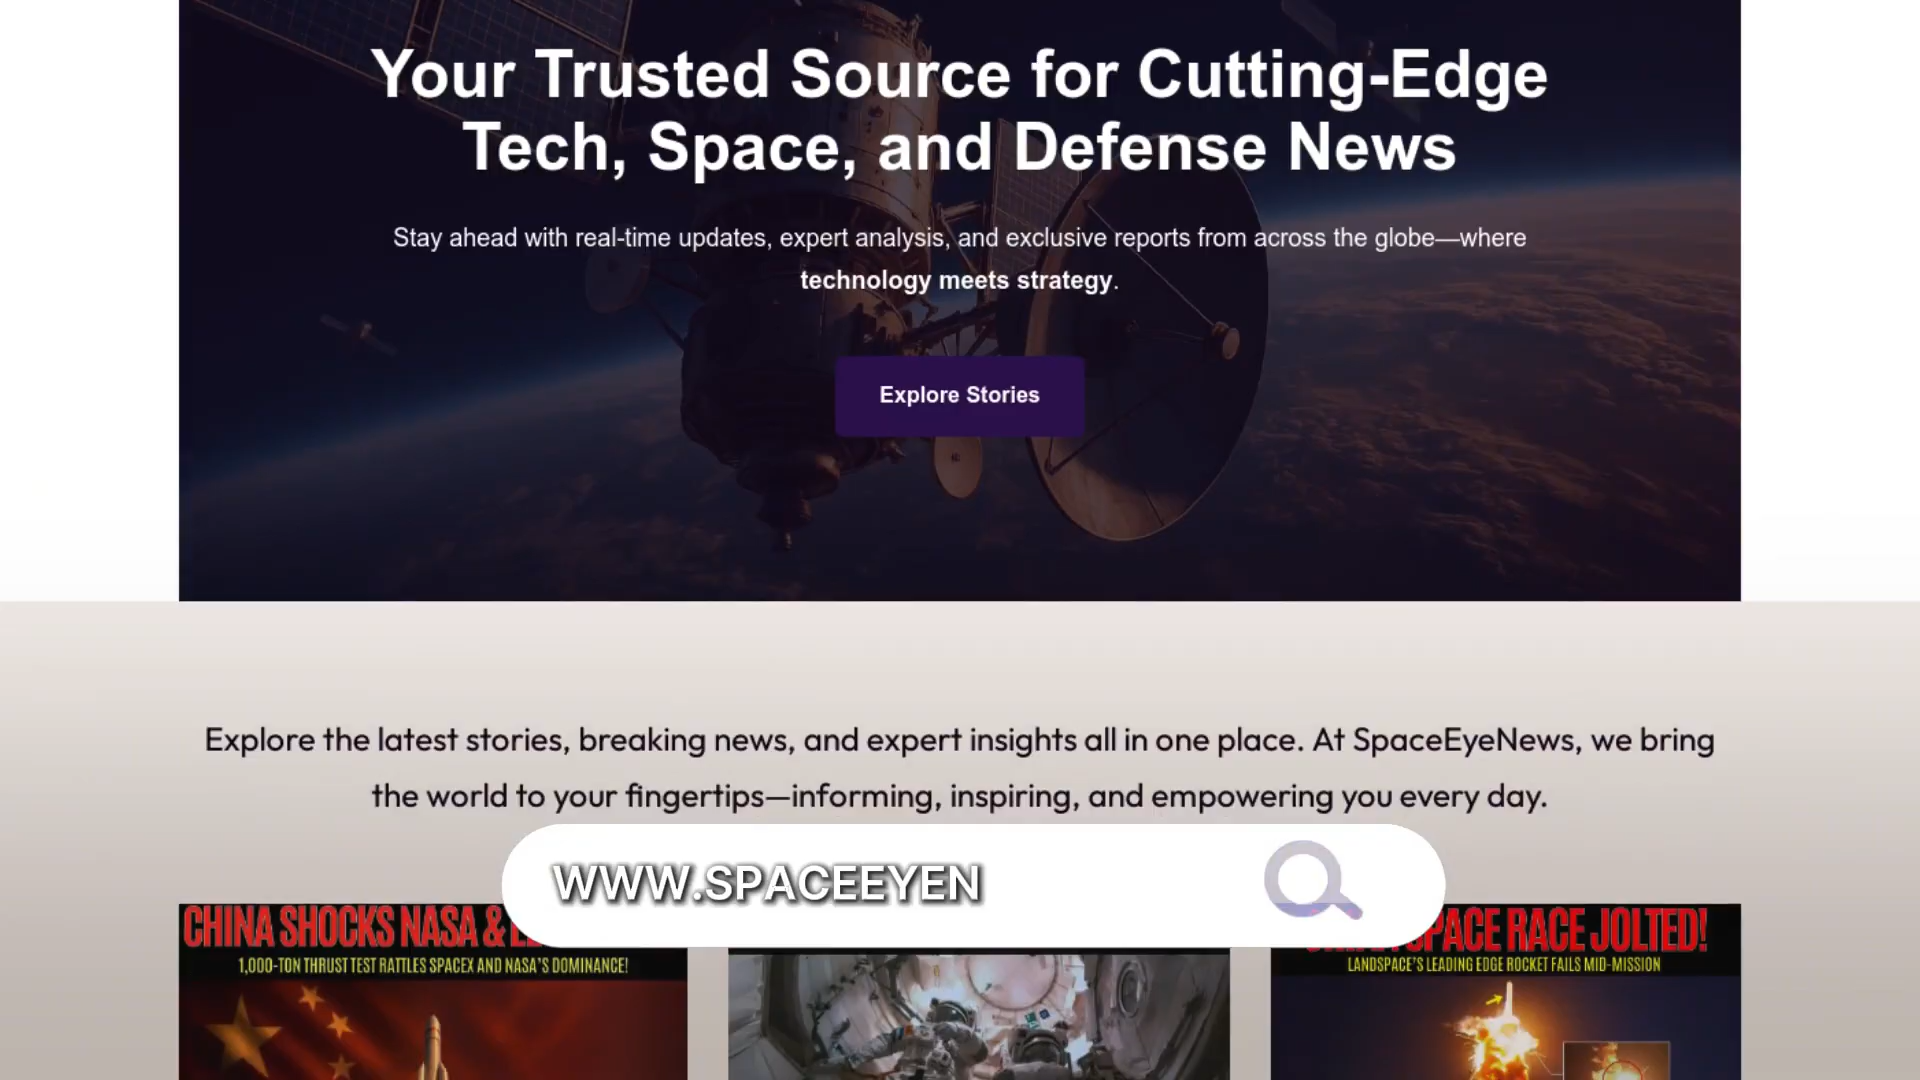 Your Trusted Source for Cutting-Edge
Tech, Space, and Defense News
Stay ahead with real-time updates, expert analysis, and exclusive reports from across the globe—where
technology meets strategy.
Explore Stories
Explore the latest stories, breaking news, and expert insights all in one place. At SpaceEyeNews, we bring
the world to your fingertips—informing, inspiring, and empowering you every day.
WWW.SPACEEYEN
CHINA SHOCKS NASA &
1,000-TON THRUST TEST RATTLES SPACEX AND NASA'S DOMINANCE!
SPACE RACE JOLTED!
LANDSPACE'S LEADING EDGE ROCKET FAILS MID-MISSION